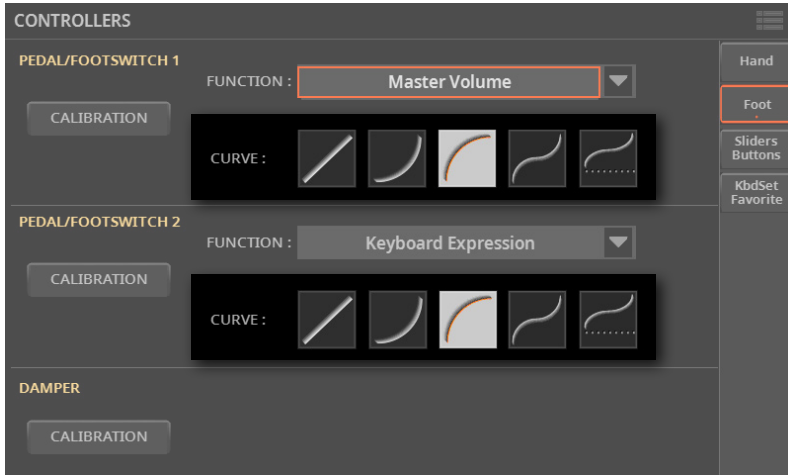 CONTROLLERS
PEDAL/FOOTSWITCH 1
FUNCTION :
Master Volume
CALIBRATION
CURVE :
PEDAL/FOOTSWITCH 2
FUNCTION :
Keyboard Expression
CALIBRATION
CURVE :
DAMPER
CALIBRATION
Hand
Foot
Sliders
Buttons
KbdSet
Favorite